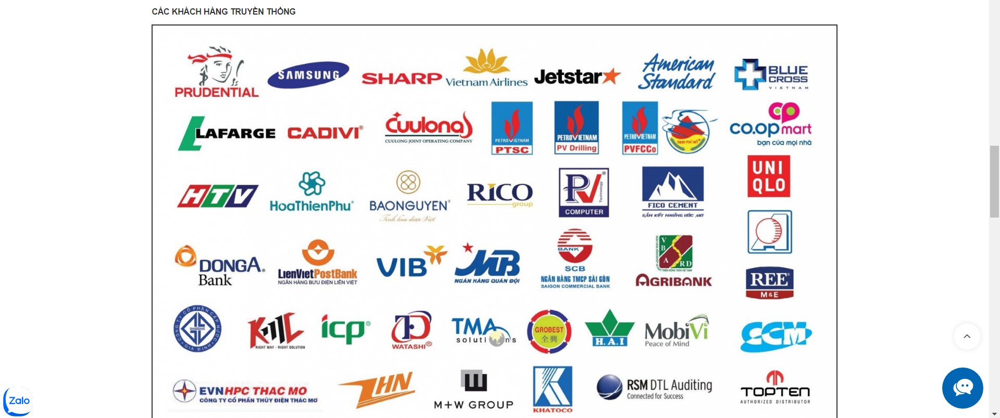 CÁC KHÁCH HÀNG TRUYỀN THỐNG
PRUDENTIAL
SAMSUNG
SHARP
Vietnam Airlines
Jetstar
American
Standard
BLUE
CROSS
VIETNAM
LAFARGE
CADIVI®
Cuulong
CUULONG JOINT OPERATING COMPANY
PETROVIETNAM
PTSC
PETROVIETNAM
PV Drilling
PETROVIETNAM
PVFCCo
ĐẠM PHÚ MỸ
co.opmart
bạn của mọi nhà
HTV
HoaThienPhu®
BAONGUYEN®
Tinh hoa dược Việt
RICO
group
PV®
Technology
COMPUTER
FICO CEMENT
GẮN KẾT NHỮNG ƯỚC MƠ
UNI
QLO
DONGA®
Bank
LienVietPostBank
NGÂN HÀNG BƯU ĐIỆN LIÊN VIỆT
VIB
MB
NGÂN HÀNG QUÂN ĐỘI
BANK
SCB
NGÂN HÀNG TMCP SÀI GÒN
SAIGON COMMERCIAL BANK
VBARD
AGRIBANK
REE®
M&E
CÔNG TY CỔ PHẦN CẤP NƯỚC
GIA ĐỊNH
RIGHT WAY - RIGHT SOLUTION
icp®
WATASHI®
TMA
solutions
GROBEST
全興
H.A.I
MobiVi
Peace of Mind
CCM
EVNHPC THAC MO
CÔNG TY CỔ PHẦN THỦY ĐIỆN THÁC MƠ
M+W GROUP
KHATOCO
RSM DTL Auditing
Connected for Success
TOPTEN
AUTHORIZED DISTRIBUTOR
Zalo